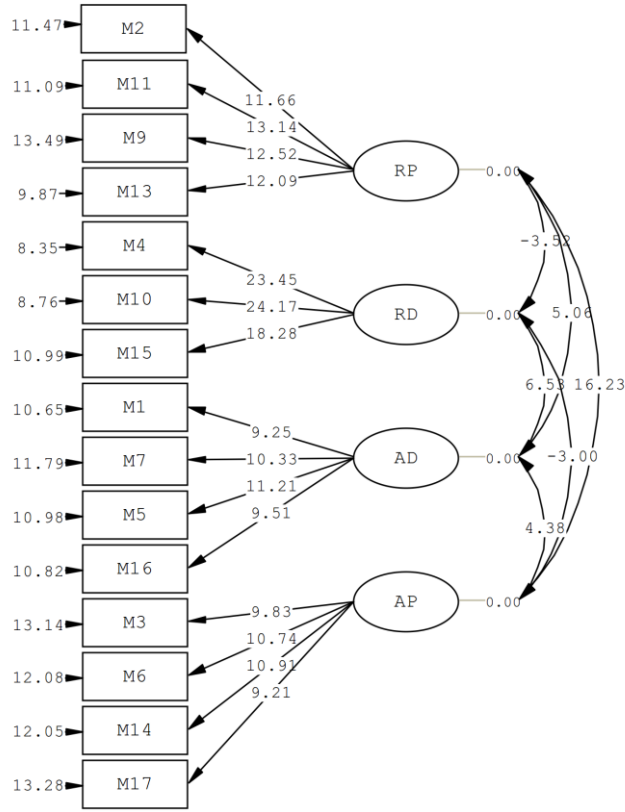 11.47 M2
11.09 M11
11.66
13.14
13.49 M9
12.52
RP 0.00
12.09
9.87 M13
8.35 M4
-3.52
23.45
8.76 M10
24.17
RD 0.00
5.06
18.28
10.99 M15
6.53 16.23
10.65 M1
9.25
11.79 M7
10.33
AD 0.00
-3.00
11.21
10.98 M5
9.51
4.38
10.82 M16
AP 0.00
13.14 M3
9.83
10.74
10.91
12.08 M6
9.21
12.05 M14
13.28 M17